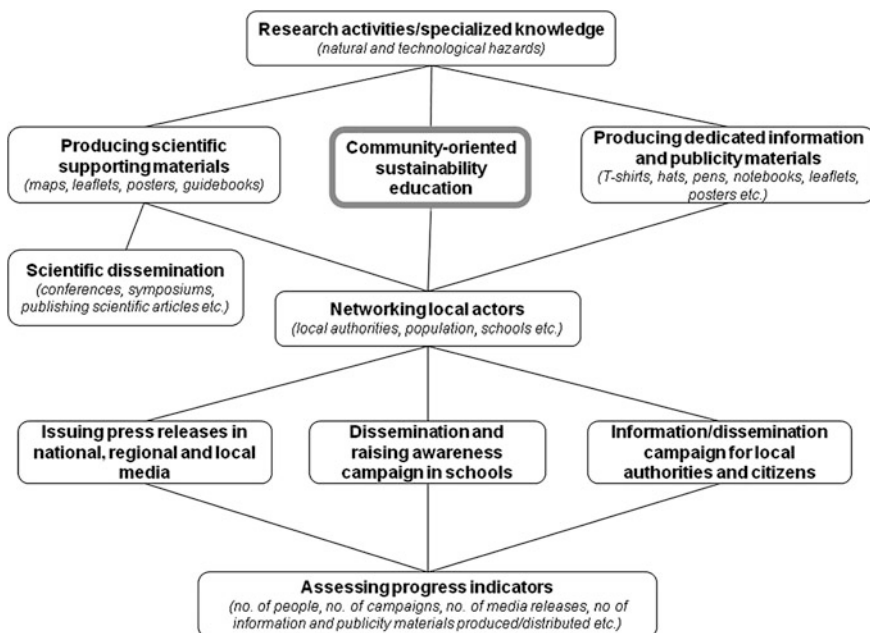 Research activities/specialized knowledge
(natural and technological hazards)
Producing scientific
supporting materials
(maps, leaflets, posters, guidebooks)
Community-oriented
sustainability
education
Producing dedicated information
and publicity materials
(T-shirts, hats, pens, notebooks, leaflets,
posters etc.)
Scientific dissemination
(conferences, symposiums,
publishing scientific articles etc.)
Networking local actors
(local authorities, population, schools etc.)
Issuing press releases in
national, regional and local
media
Dissemination and
raising awareness
campaign in schools
Information/dissemination
campaign for local
authorities and citizens
Assessing progress indicators
(no. of people, no. of campaigns, no. of media releases, no of
information and publicity materials produced/distributed etc.)